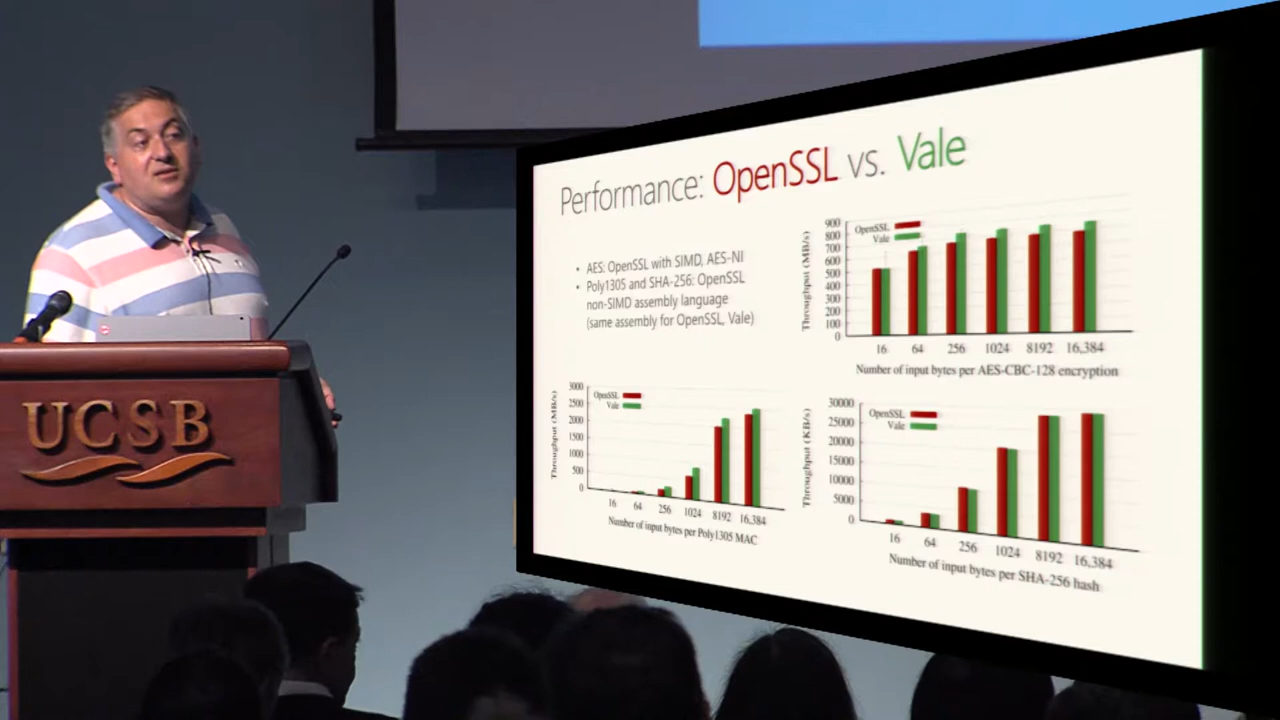 Performance: OpenSSL vs. Vale
• AES: OpenSSL with SIMD, AES-NI
• Poly1305 and SHA-256: OpenSSL
non-SIMD assembly language
(same assembly for OpenSSL, Vale)
Throughput (MB/s)
900
800
700
600
500
400
300
200
100
0
OpenSSL
Vale
16 64 256 1024 8192 16,384
Number of input bytes per AES-CBC-128 encryption
Throughput (MB/s)
3000
2500
2000
1500
1000
500
0
OpenSSL
Vale
16 64 256 1024 8192 16,384
Number of input bytes per Poly1305 MAC
Throughput (KB/s)
30000
25000
20000
15000
10000
5000
0
OpenSSL
Vale
16 64 256 1024 8192 16,384
Number of input bytes per SHA-256 hash
UCSB